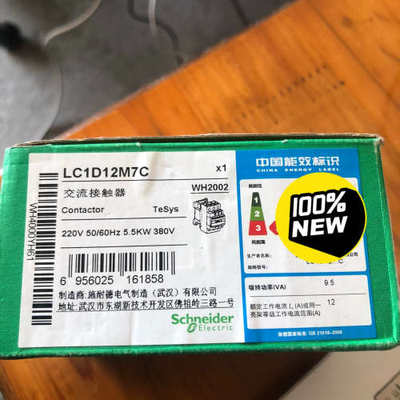 LC1D12M7C x1
交流接触器 WH2002
Contactor TeSys
220V 50/60Hz 5.5KW 380V
6 956025 161858
制造商:施耐德电气制造(武汉)有限公司
地址:武汉市东湖新技术开发区佛祖岭三路一号
Schneider
Electric
中国能效标识
CHINA ENERGY LABEL
1
2
3
100%
NEW
吸持功率(VA) 9.5
额定工作电流
12